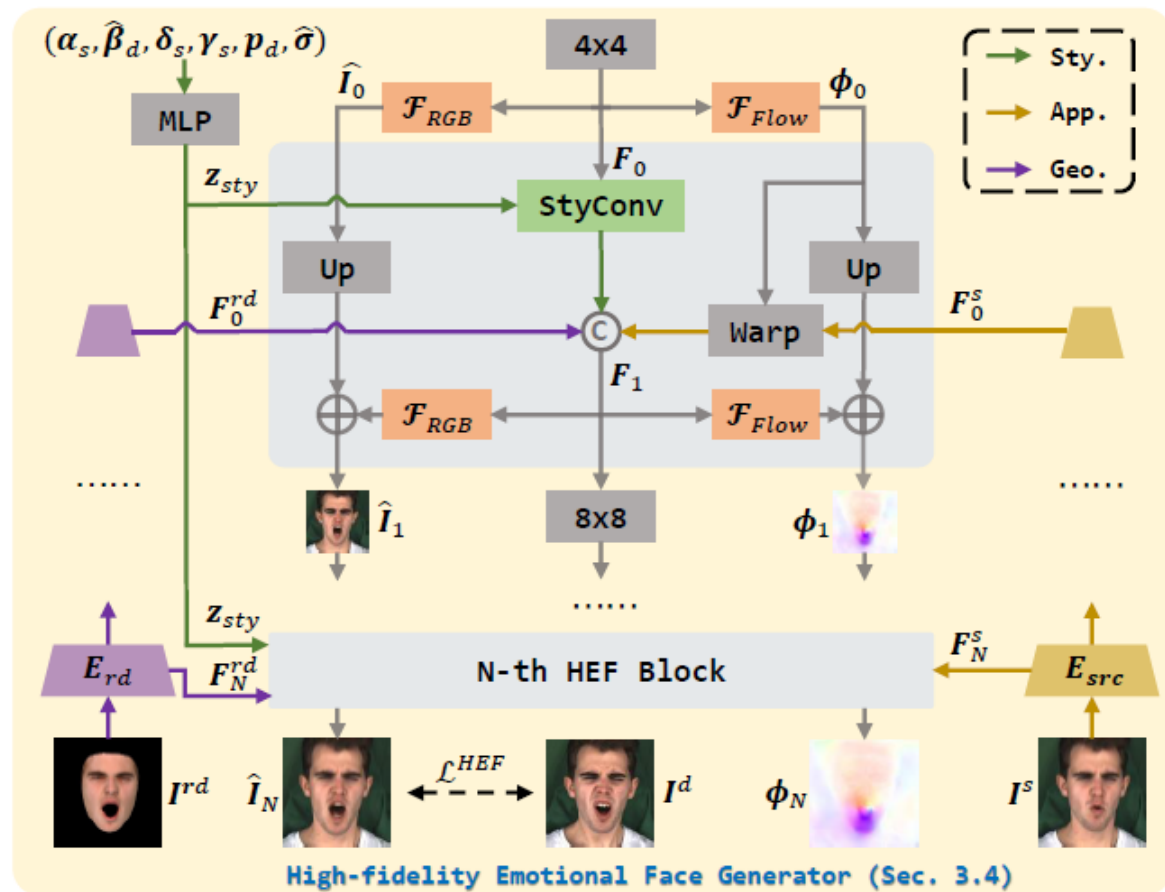 (α_s, β̂_d, δ_s, γ_s, p_d, σ̂)
4x4
Sty.
App.
Geo.
MLP
Î_0
ℱ_RGB
ℱ_Flow
ϕ_0
z_sty
F_0
StyConv
Up
Up
F_0^rd
C
Warp
F_0^s
F_1
ℱ_RGB
ℱ_Flow
......
......
Î_1
8x8
ϕ_1
......
z_sty
E_rd
F_N^rd
N-th HEF Block
F_N^s
E_src
I^rd
Î_N
ℒ^HEF
I^d
ϕ_N
I^s
High-fidelity Emotional Face Generator (Sec. 3.4)